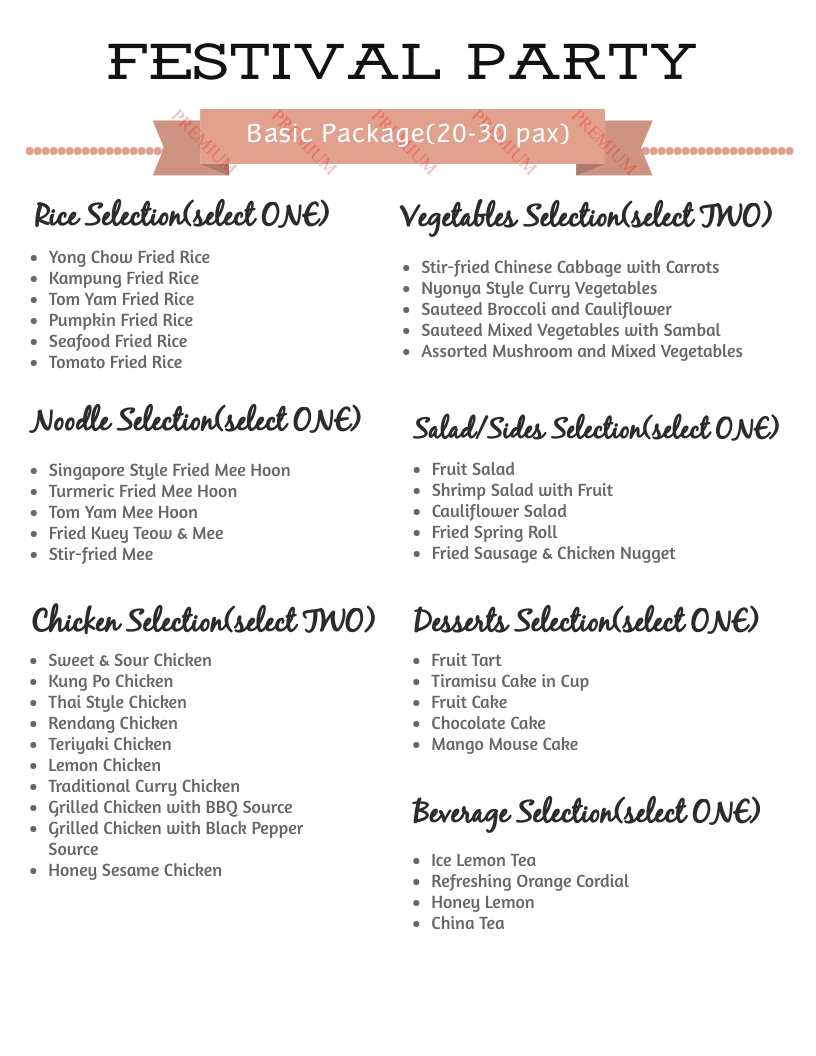 FESTIVAL PARTY
Basic Package(20-30 pax)
PREMIUM PREMIUM PREMIUM PREMIUM PREMIUM
Rice Selection(select ONE)
Yong Chow Fried Rice
Kampung Fried Rice
Tom Yam Fried Rice
Pumpkin Fried Rice
Seafood Fried Rice
Tomato Fried Rice
Noodle Selection(select ONE)
Singapore Style Fried Mee Hoon
Turmeric Fried Mee Hoon
Tom Yam Mee Hoon
Fried Kuey Teow & Mee
Stir-fried Mee
Chicken Selection(select TWO)
Sweet & Sour Chicken
Kung Po Chicken
Thai Style Chicken
Rendang Chicken
Teriyaki Chicken
Lemon Chicken
Traditional Curry Chicken
Grilled Chicken with BBQ Source
Grilled Chicken with Black Pepper
Source
Honey Sesame Chicken
Vegetables Selection(select TWO)
Stir-fried Chinese Cabbage with Carrots
Nyonya Style Curry Vegetables
Sauteed Broccoli and Cauliflower
Sauteed Mixed Vegetables with Sambal
Assorted Mushroom and Mixed Vegetables
Salad/Sides Selection(select ONE)
Fruit Salad
Shrimp Salad with Fruit
Cauliflower Salad
Fried Spring Roll
Fried Sausage & Chicken Nugget
Desserts Selection(select ONE)
Fruit Tart
Tiramisu Cake in Cup
Fruit Cake
Chocolate Cake
Mango Mouse Cake
Beverage Selection(select ONE)
Ice Lemon Tea
Refreshing Orange Cordial
Honey Lemon
China Tea